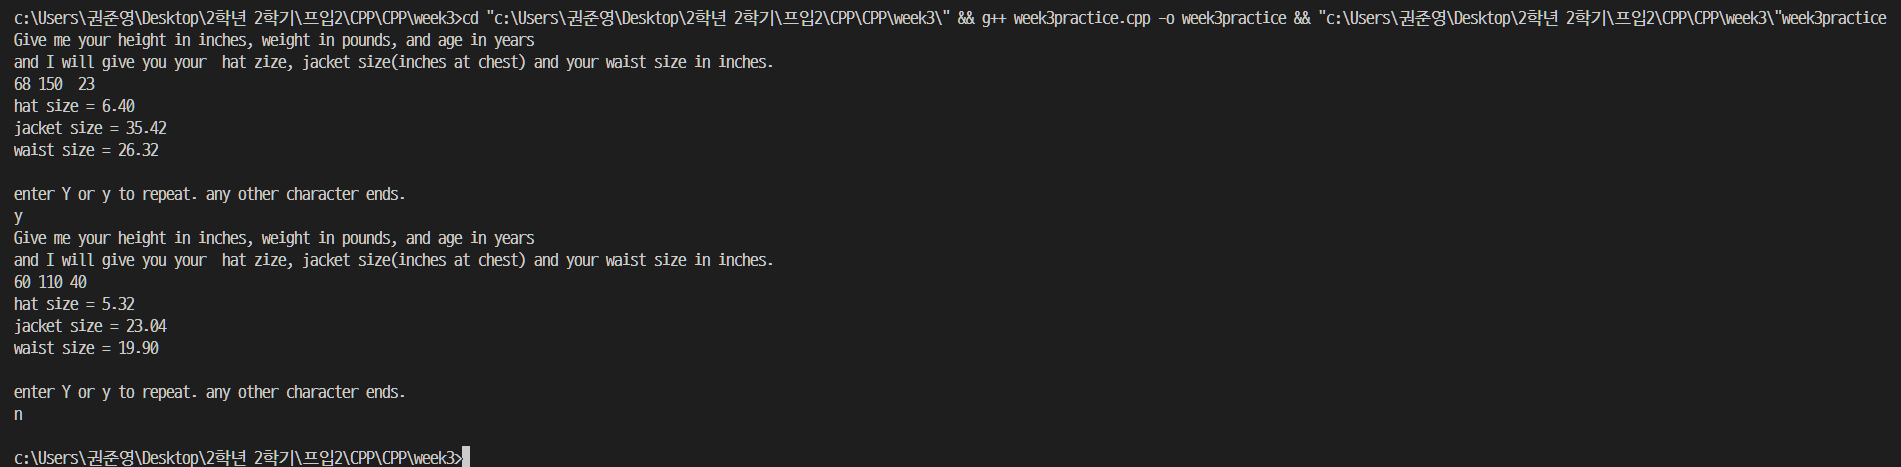 c:\Users\권준영\Desktop\2학년 2학기\프입2\CPP\CPP\week3>cd "c:\Users\권준영\Desktop\2학년 2학기\프입2\CPP\CPP\week3\" && g++ week3practice.cpp -o week3practice && "c:\Users\권준영\Desktop\2학년 2학기\프입2\CPP\CPP\week3\"week3practice
Give me your height in inches, weight in pounds, and age in years
and I will give you your  hat zize, jacket size(inches at chest) and your waist size in inches.
68 150  23
hat size = 6.40
jacket size = 35.42
waist size = 26.32
enter Y or y to repeat. any other character ends.
y
Give me your height in inches, weight in pounds, and age in years
and I will give you your  hat zize, jacket size(inches at chest) and your waist size in inches.
60 110 40
hat size = 5.32
jacket size = 23.04
waist size = 19.90
enter Y or y to repeat. any other character ends.
n
c:\Users\권준영\Desktop\2학년 2학기\프입2\CPP\CPP\week3>